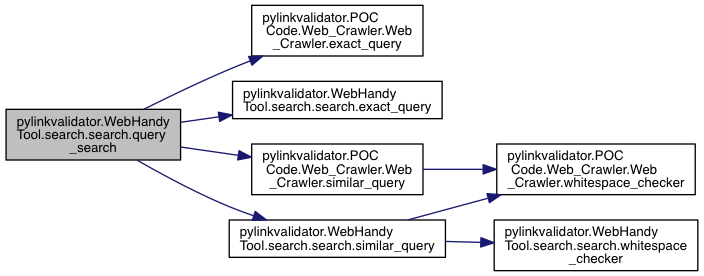 pylinkvalidator.POC
Code.Web_Crawler.Web
_Crawler.exact_query
pylinkvalidator.WebHandy
Tool.search.search.exact_query
pylinkvalidator.WebHandy
Tool.search.search.query
_search
pylinkvalidator.POC
Code.Web_Crawler.Web
_Crawler.similar_query
pylinkvalidator.POC
Code.Web_Crawler.Web
_Crawler.whitespace_checker
pylinkvalidator.WebHandy
Tool.search.search.similar_query
pylinkvalidator.WebHandy
Tool.search.search.whitespace
_checker